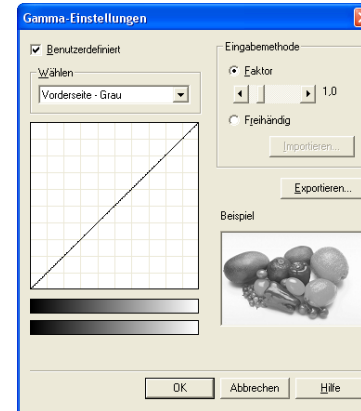 Gamma-Einstellungen
Benutzerdefiniert
Wählen
Vorderseite - Grau
Eingabemethode
Faktor
1,0
Freihändig
Importieren...
Exportieren...
Beispiel
OK
Abbrechen
Hilfe